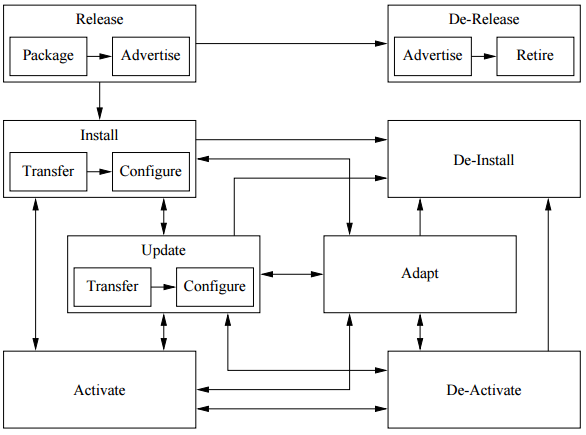 Release
De-Release
Package
Advertise
Advertise
Retire
Install
De-Install
Transfer
Configure
Update
Adapt
Transfer
Configure
Activate
De-Activate